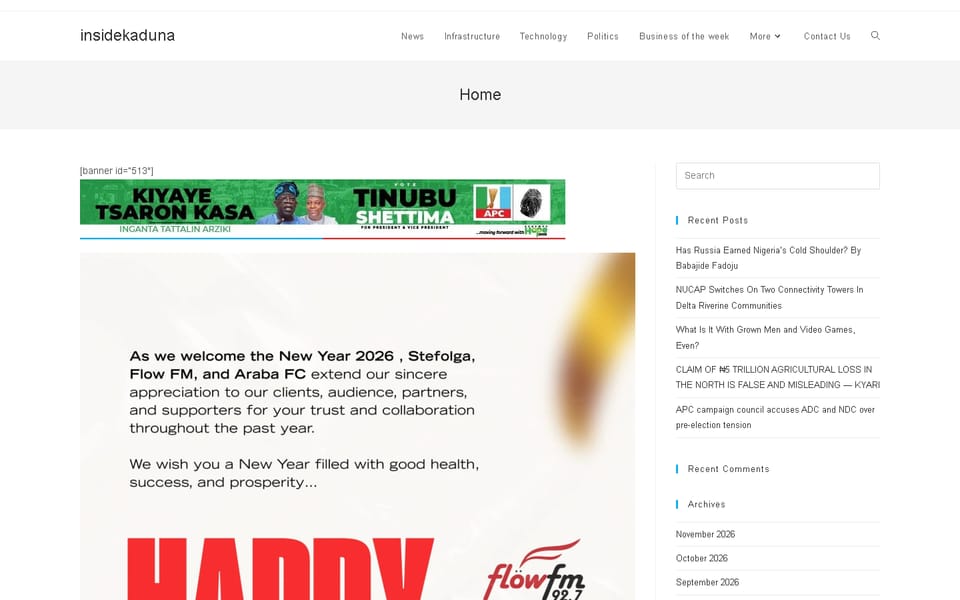 insidekaduna
News
Infrastructure
Technology
Politics
Business of the week
More
Contact Us
Home
[banner id="513"]
KIYAYE
TSARON KASA
INGANTA TATTALIN ARZIKI
VOTE
TINUBU
SHETTIMA
FOR PRESIDENT & VICE PRESIDENT
APC
...moving forward with
As we welcome the New Year 2026 , Stefolga,
Flow FM, and Araba FC extend our sincere
appreciation to our clients, audience, partners,
and supporters for your trust and collaboration
throughout the past year.
We wish you a New Year filled with good health,
success, and prosperity...
HAPPY
flöwfm
92.7
Search
Recent Posts
Has Russia Earned Nigeria's Cold Shoulder? By
Babajide Fadoju
NUCAP Switches On Two Connectivity Towers In
Delta Riverine Communities
What Is It With Grown Men and Video Games,
Even?
CLAIM OF ₦5 TRILLION AGRICULTURAL LOSS IN
THE NORTH IS FALSE AND MISLEADING — KYARI
APC campaign council accuses ADC and NDC over
pre-election tension
Recent Comments
Archives
November 2026
October 2026
September 2026